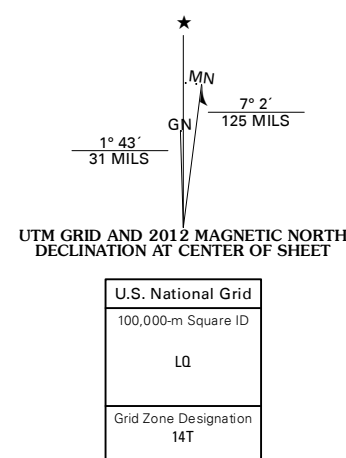 ★
MN
GN
7° 2´
125 MILS
1° 43´
31 MILS
UTM GRID AND 2012 MAGNETIC NORTH
DECLINATION AT CENTER OF SHEET
U.S. National Grid
100,000-m Square ID
LQ
Grid Zone Designation
14T